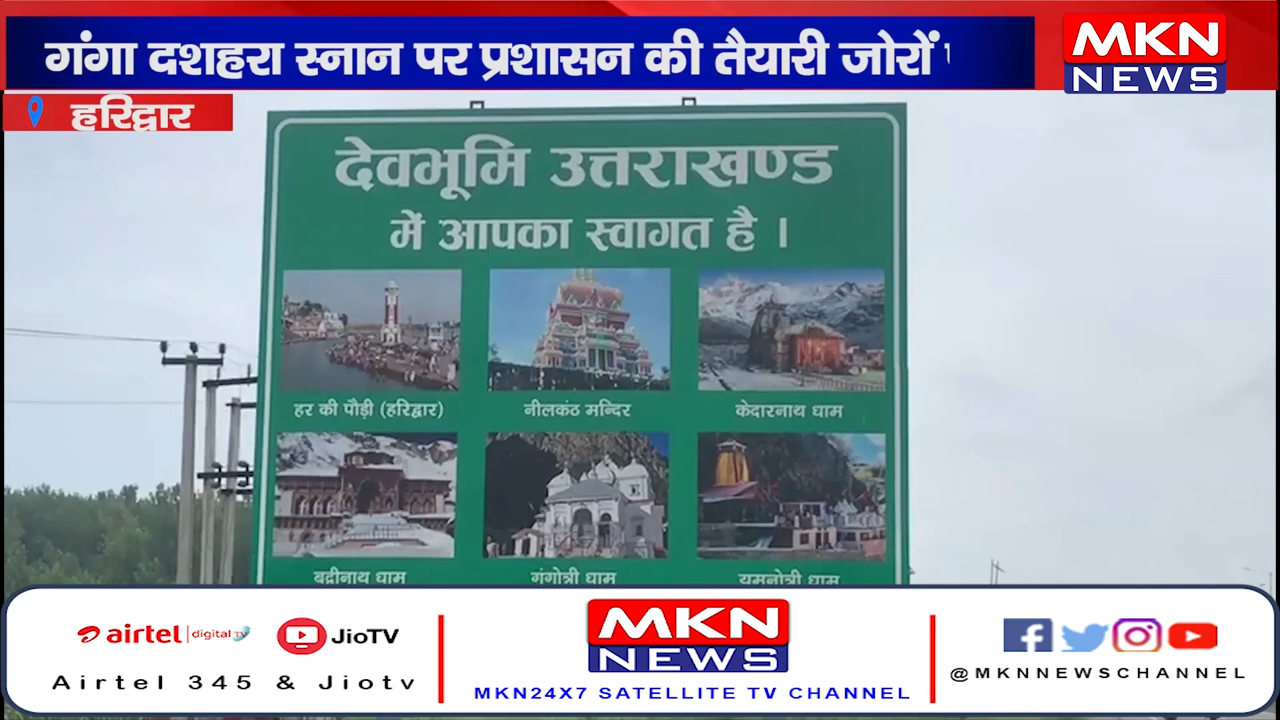 गंगा दशहरा स्नान पर प्रशासन की तैयारी जोरों
MKN
NEWS
हरिद्वार
देवभूमि उत्तराखण्ड
में आपका स्वागत है ।
हर की पौड़ी (हरिद्वार)
नीलकंठ मन्दिर
केदारनाथ धाम
बद्रीनाथ धाम
गंगोत्री धाम
यमनोत्री धाम
airtel digital TV
JioTV
Airtel 345 & Jiotv
MKN
NEWS
MKN24X7 SATELLITE TV CHANNEL
@MKNNEWSCHANNEL